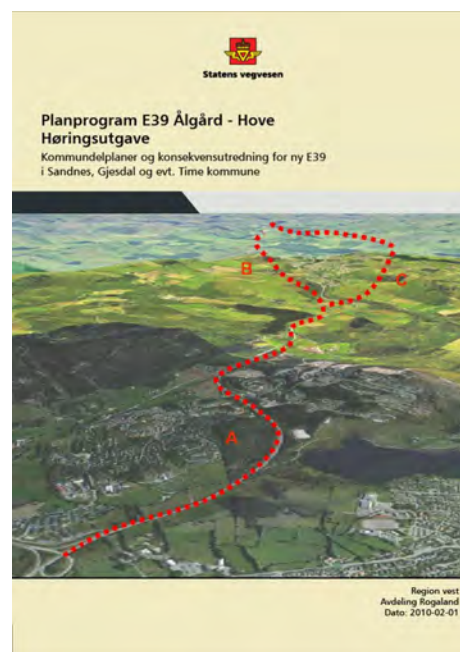 Statens vegvesen
Planprogram E39 Ålgård - Hove
Høringsutgave
Kommundelplaner og konsekvensutredning for ny E39
i Sandnes, Gjesdal og evt. Time kommune
B
C
A
Region vest
Avdeling Rogaland
Dato: 2010-02-01